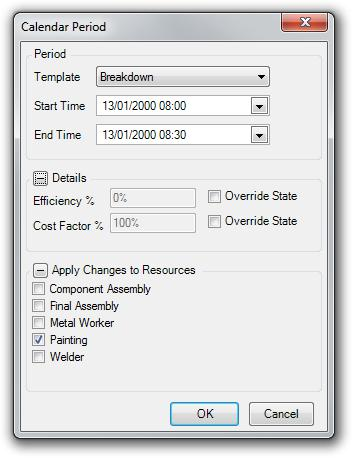 Calendar Period
Period
Template Breakdown
Start Time 13/01/2000 08:00
End Time 13/01/2000 08:30
Details
Efficiency % 0% Override State
Cost Factor % 100% Override State
Apply Changes to Resources
Component Assembly
Final Assembly
Metal Worker
Painting
Welder
OK Cancel